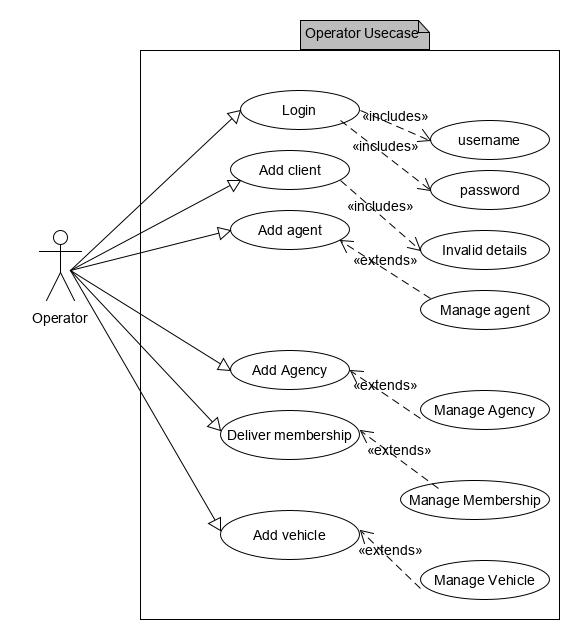 Operator Usecase
Login
«includes»
username
«includes»
Add client
password
«includes»
Add agent
Invalid details
«extends»
Manage agent
Operator
Add Agency
«extends»
Manage Agency
Deliver membership
«extends»
Manage Membership
Add vehicle
«extends»
Manage Vehicle